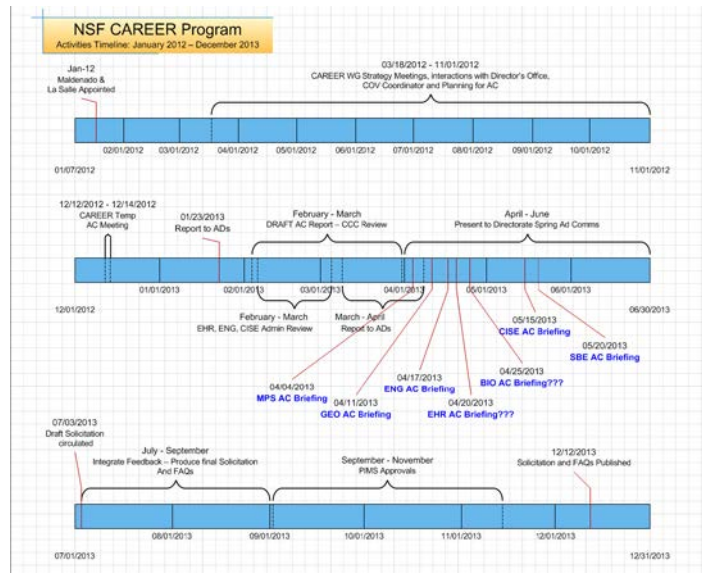 NSF CAREER Program
Activities Timeline: January 2012 – December 2013
Jan-12
Maldenado &
La Salle Appointed
03/18/2012 - 11/01/2012
CAREER WG Strategy Meetings, Interactions with Director's Office,
COV Coordinator and Planning for AC
02/01/2012 03/01/2012 04/01/2012 05/01/2012 06/01/2012 07/01/2012 08/01/2012 09/01/2012 10/01/2012
01/07/2012 11/01/2012
12/12/2012 - 12/14/2012
CAREER Temp
AC Meeting
01/23/2013
Report to ADs
February - March
DRAFT AC Report – CCC Review
April - June
Present to Directorate Spring Ad Comms
01/01/2013 02/01/2013 03/01/2013 04/01/2013 05/01/2013 06/01/2013
12/01/2012 06/30/2013
February - March
EHR, ENG, CISE Admin Review
March - April
Report to ADs
05/15/2013
CISE AC Briefing
05/20/2013
SBE AC Briefing
04/04/2013
MPS AC Briefing
04/11/2013
GEO AC Briefing
04/17/2013
ENG AC Briefing
04/20/2013
EHR AC Briefing???
04/25/2013
BIO AC Briefing???
07/03/2013
Draft Solicitation
circulated
July - September
Integrate Feedback – Produce final Solicitation
And FAQs
September - November
PIMS Approvals
12/12/2013
Solicitation and FAQs Published
08/01/2013 09/01/2013 10/01/2013 11/01/2013 12/01/2013
07/01/2013 12/31/2013